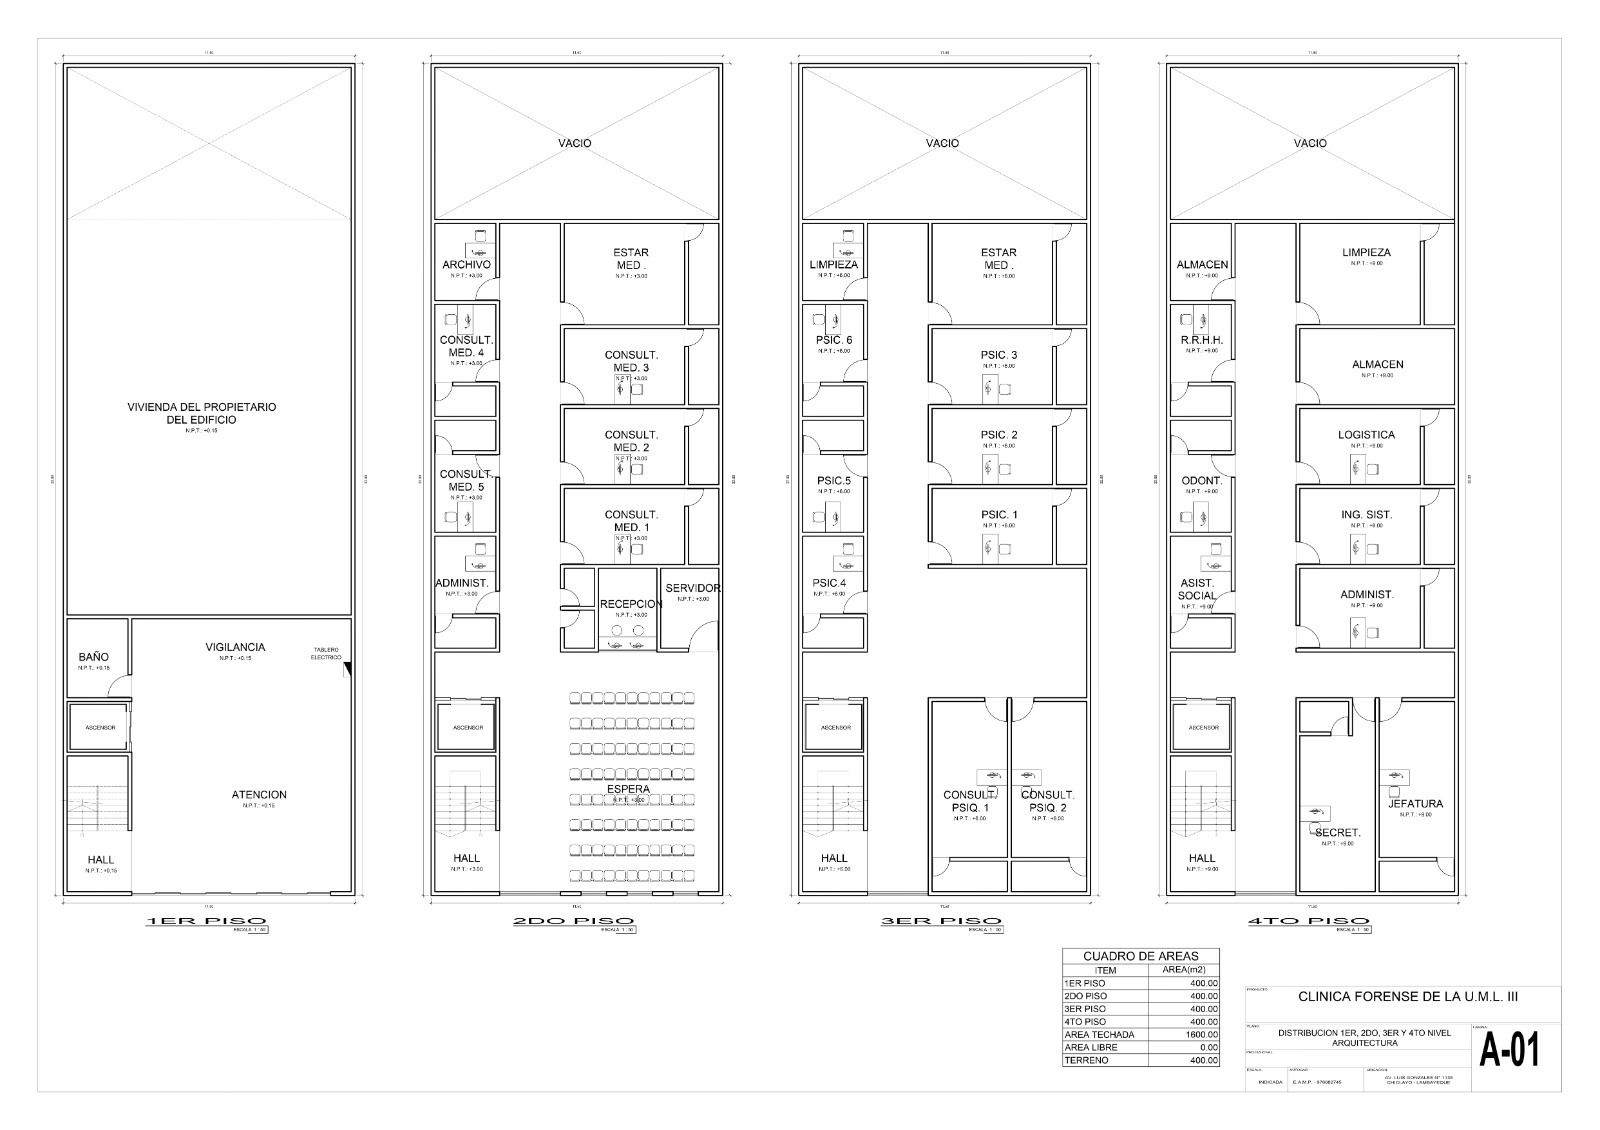 VIVIENDA DEL PROPIETARIO
DEL EDIFICIO
N.P.T.: +0.15
BAÑO
N.P.T.: +0.15
VIGILANCIA
N.P.T.: +0.15
TABLERO
ELECTRICO
ASCENSOR
ATENCION
N.P.T.: +0.15
HALL
N.P.T.: +0.15
1ER PISO
ESCALA 1 : 50
VACIO
ARCHIVO
N.P.T.: +3.00
ESTAR
MED .
N.P.T.: +3.00
CONSULT.
MED. 4
N.P.T.: +3.00
CONSULT.
MED. 3
N.P.T.: +3.00
CONSULT.
MED. 2
N.P.T.: +3.00
CONSULT.
MED. 5
N.P.T.: +3.00
CONSULT.
MED. 1
N.P.T.: +3.00
ADMINIST.
N.P.T.: +3.00
RECEPCION
N.P.T.: +3.00
SERVIDOR
N.P.T.: +3.00
ASCENSOR
ESPERA
N.P.T.: +3.00
HALL
N.P.T.: +3.00
2DO PISO
ESCALA 1 : 50
VACIO
LIMPIEZA
N.P.T.: +6.00
ESTAR
MED .
N.P.T.: +6.00
PSIC. 6
N.P.T.: +6.00
PSIC. 3
N.P.T.: +6.00
PSIC. 2
N.P.T.: +6.00
PSIC.5
N.P.T.: +6.00
PSIC. 1
N.P.T.: +6.00
PSIC.4
N.P.T.: +6.00
ASCENSOR
CONSULT.
PSIQ. 1
N.P.T.: +6.00
CONSULT.
PSIQ. 2
N.P.T.: +6.00
HALL
N.P.T.: +6.00
3ER PISO
ESCALA 1 : 50
VACIO
ALMACEN
N.P.T.: +9.00
LIMPIEZA
N.P.T.: +9.00
R.R.H.H.
N.P.T.: +9.00
ALMACEN
N.P.T.: +9.00
LOGISTICA
N.P.T.: +9.00
ODONT.
N.P.T.: +9.00
ING. SIST.
N.P.T.: +9.00
ASIST.
SOCIAL
N.P.T.: +9.00
ADMINIST.
N.P.T.: +9.00
ASCENSOR
JEFATURA
N.P.T.: +9.00
SECRET.
N.P.T.: +9.00
HALL
N.P.T.: +9.00
4TO PISO
ESCALA 1 : 50
CUADRO DE AREAS
ITEM AREA(m2)
1ER PISO 400.00
2DO PISO 400.00
3ER PISO 400.00
4TO PISO 400.00
AREA TECHADA 1600.00
AREA LIBRE 0.00
TERRENO 400.00
PROYECTO:
CLINICA FORENSE DE LA U.M.L. III
PLANO:
DISTRIBUCION 1ER, 2DO, 3ER Y 4TO NIVEL
ARQUITECTURA
LAMINA:
A-01
PROFESIONAL:
ESCALA:
INDICADA
AUTOCAD:
E.A.M.P. - 976082745
UBICACION:
AV. LUIS GONZALES N° 1135
CHICLAYO - LAMBAYEQUE